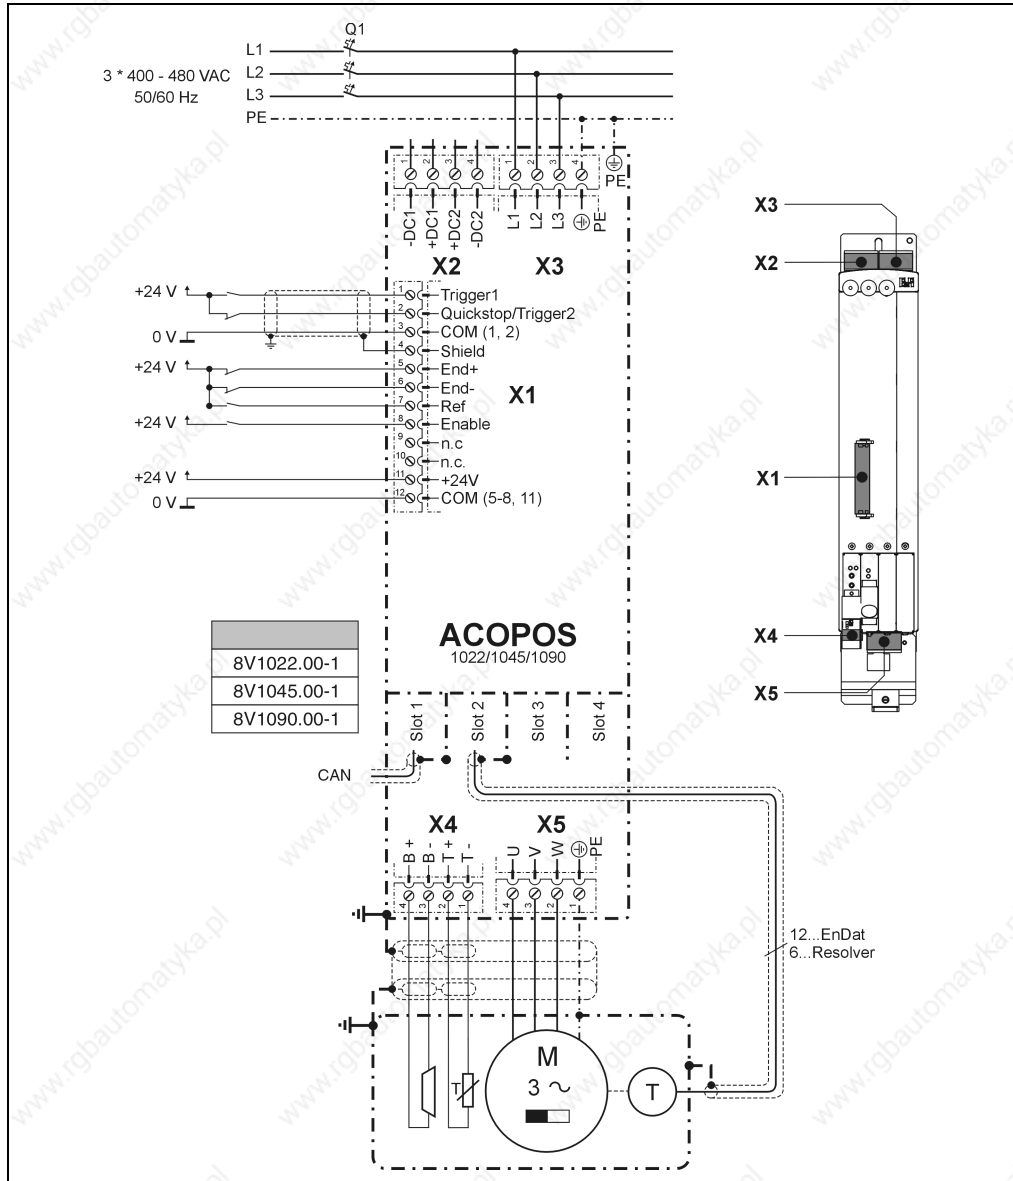 Q1
L1
3 * 400 - 480 VAC
L2
50/60 Hz
L3
PE
1 2 3 4
1 2 3 4
PE
-DC1
+DC1
+DC2
-DC2
L1
L2
L3
PE
X2
X3
+24 V
1 Trigger1
2 Quickstop/Trigger2
0 V
3 COM (1, 2)
4 Shield
+24 V
5 End+
6 End-
X1
7 Ref
+24 V
8 Enable
9 n.c
10 n.c.
+24 V
11 +24V
0 V
12 COM (5-8, 11)
X3
X2
X1
X4
X5
ACOPOS
1022/1045/1090
8V1022.00-1
8V1045.00-1
8V1090.00-1
Slot 1
Slot 2
Slot 3
Slot 4
CAN
X4
X5
B +
B -
T +
T -
U
V
W
PE
4 3 2 1
4 3 2 1
12...EnDat
6...Resolver
M
3
T
T
www.rgbautomatyka.pl